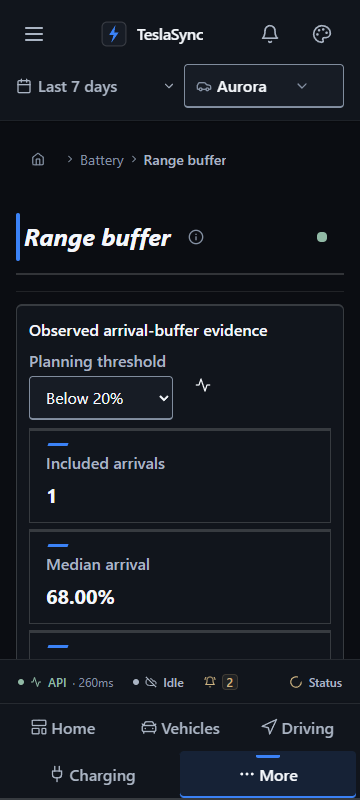 TeslaSync
Last 7 days
Aurora
Battery
Range buffer
Range buffer
Observed arrival-buffer evidence
Planning threshold
Below 20%
Included arrivals
1
Median arrival
68.00%
API · 260ms
Idle
2
Status
Home
Vehicles
Driving
Charging
More